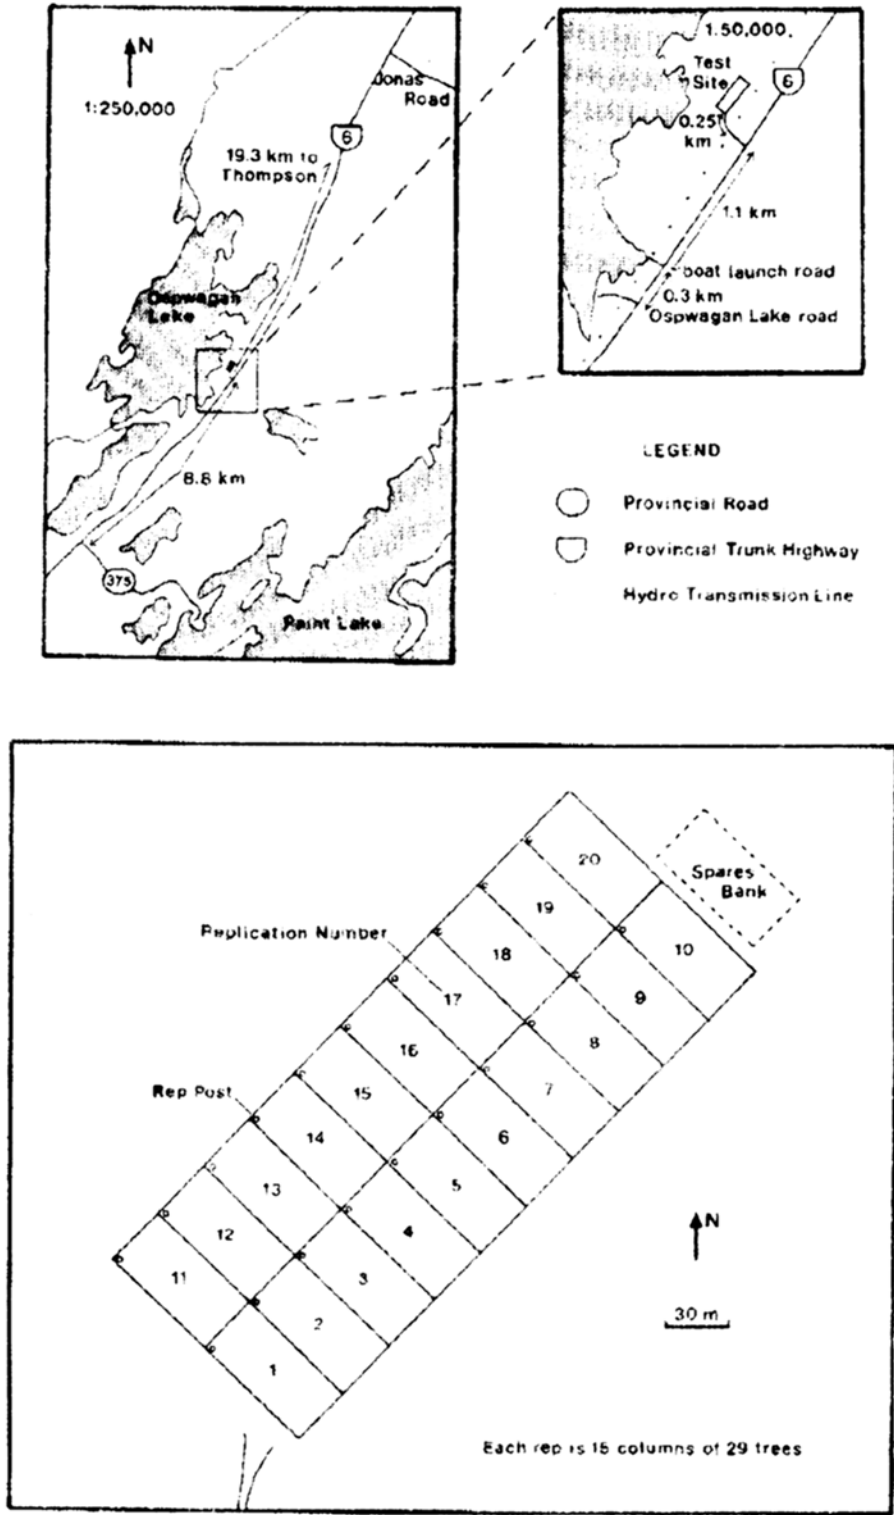 N
1:250,000
Jonas
Road
6
19.3 km to
Thompson
Ospwagan
Lake
8.8 km
375
Paint Lake
1:50,000
Test
Site
6
0.25
km
1.1 km
boat launch road
0.3 km
Ospwagan Lake road
LEGEND
Provincial Road
Provincial Trunk Highway
Hydro Transmission Line
20
Spares
Bank
19
10
Replication Number
18
9
17
8
16
7
Rep Post
15
6
14
5
13
4
12
3
11
2
1
N
30 m
Each rep is 15 columns of 29 trees